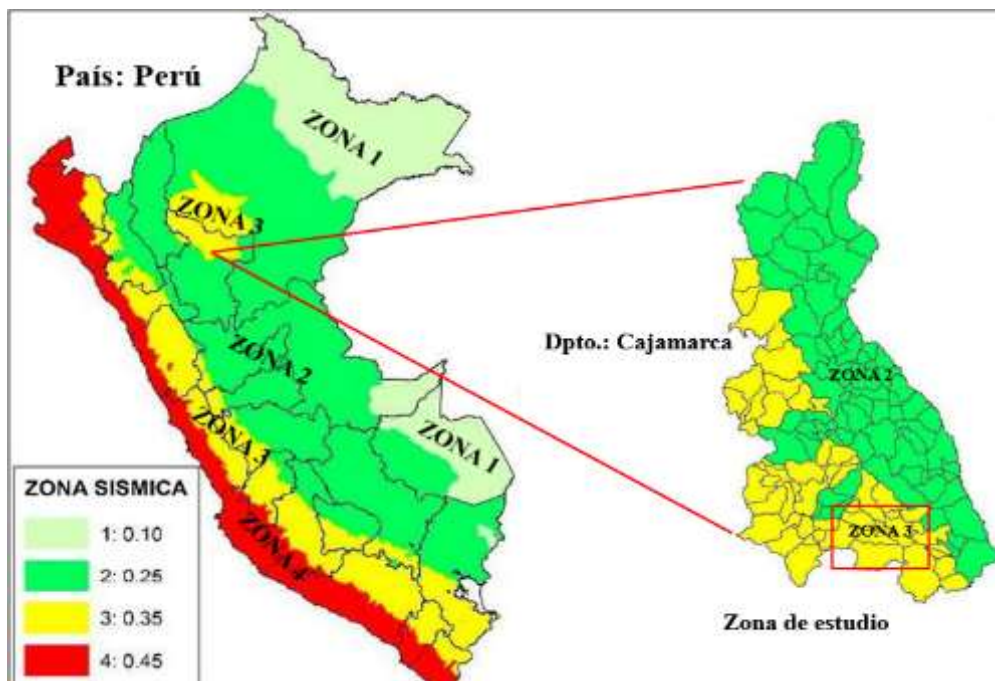 País: Perú
ZONA 1
ZONA 3
ZONA 2
ZONA 1
ZONA 3
ZONA 4
ZONA SISMICA
1: 0.10
2: 0.25
3: 0.35
4: 0.45
Dpto.: Cajamarca
ZONA 2
ZONA 3
Zona de estudio